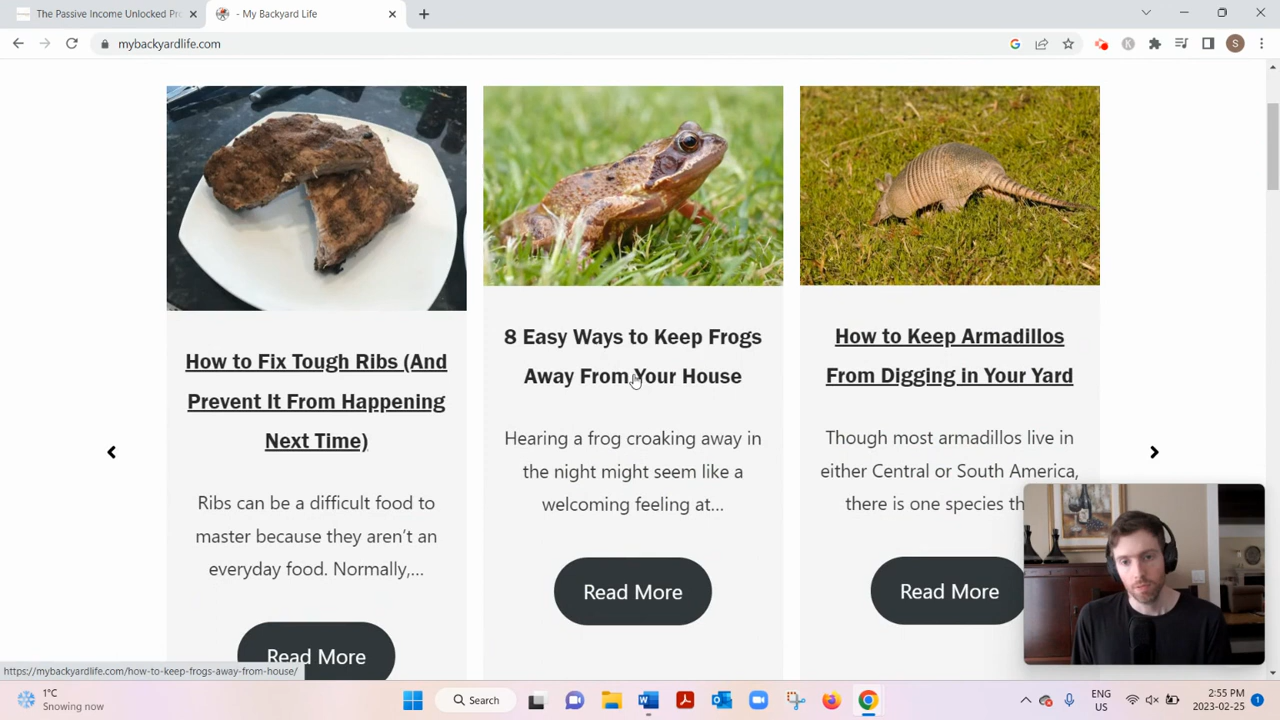 The Passive Income Unlocked Pr
- My Backyard Life
mybackyardlife.com
How to Fix Tough Ribs (And
Prevent It From Happening
Next Time)
Ribs can be a difficult food to
master because they aren't an
everyday food. Normally,...
Read More
8 Easy Ways to Keep Frogs
Away From Your House
Hearing a frog croaking away in
the night might seem like a
welcoming feeling at...
Read More
How to Keep Armadillos
From Digging in Your Yard
Though most armadillos live in
either Central or South America,
there is one species th
Read More
https://mybackyardlife.com/how-to-keep-frogs-away-from-house/
1°C
Snowing now
Search
ENG
US
2:55 PM
2023-02-25